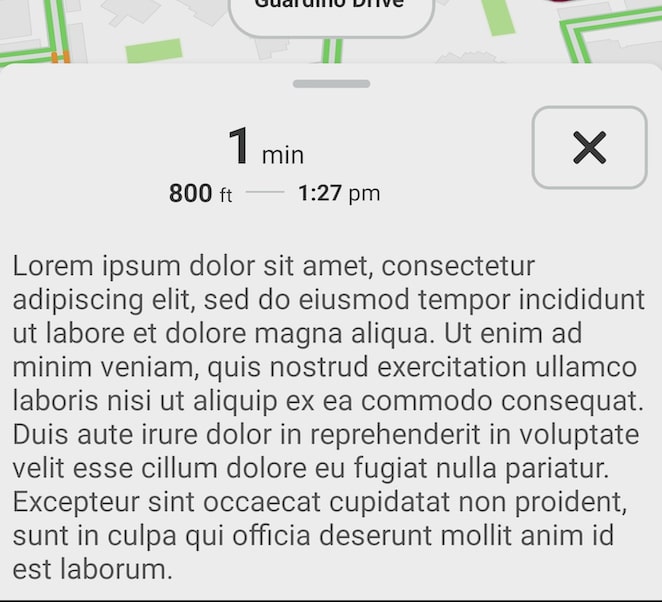 Guardino Drive
1 min
800 ft 1:27 pm
Lorem ipsum dolor sit amet, consectetur
adipiscing elit, sed do eiusmod tempor incididunt
ut labore et dolore magna aliqua. Ut enim ad
minim veniam, quis nostrud exercitation ullamco
laboris nisi ut aliquip ex ea commodo consequat.
Duis aute irure dolor in reprehenderit in voluptate
velit esse cillum dolore eu fugiat nulla pariatur.
Excepteur sint occaecat cupidatat non proident,
sunt in culpa qui officia deserunt mollit anim id
est laborum.